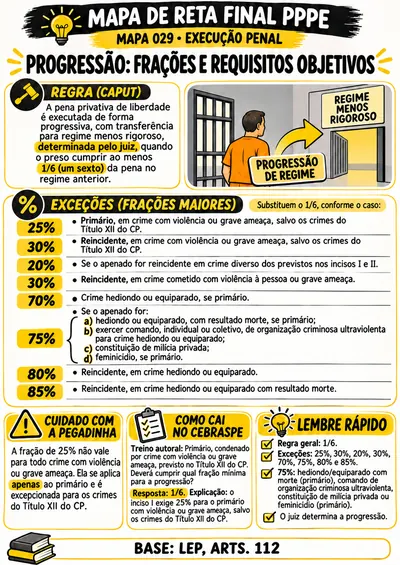 MAPA DE RETA FINAL PPPE
MAPA 029 • EXECUÇÃO PENAL
PROGRESSÃO: FRAÇÕES E REQUISITOS OBJETIVOS
REGRA (CAPUT)
A pena privativa de liberdade
é executada de forma
progressiva, com transferência
para regime menos rigoroso,
determinada pelo juiz, quando
o preso cumprir ao menos
1/6 (um sexto) da pena no
regime anterior.
REGIME
MENOS
RIGOROSO
PROGRESSÃO
DE REGIME
% EXCEÇÕES (FRAÇÕES MAIORES) Substituem o 1/6, conforme o caso:
25% • Primário, em crime com violência ou grave ameaça, salvo os crimes do
Título XII do CP.
30% • Reincidente, em crime com violência ou grave ameaça, salvo os crimes do
Título XII do CP.
20% • Se o apenado for reincidente em crime diverso dos previstos nos incisos I e II.
30% • Reincidente, em crime cometido com violência à pessoa ou grave ameaça.
70% • Crime hediondo ou equiparado, se primário.
75% • Se o apenado for:
a) hediondo ou equiparado, com resultado morte, se primário;
b) exercer comando, individual ou coletivo, de organização criminosa ultraviolenta
para crime hediondo ou equiparado;
c) constituição de milícia privada;
d) feminicídio, se primário.
80% • Reincidente, em crime hediondo ou equiparado.
85% • Reincidente, em crime hediondo ou equiparado com resultado morte.
CUIDADO COM
A PEGADINHA
A fração de 25% não vale
para todo crime com violência
ou grave ameaça. Ela se aplica
apenas ao primário e é
excepcionada para os crimes
do Título XII do CP.
COMO CAI
NO CEBRASPE
Treino autoral: Primário, condenado
por crime com violência ou grave
ameaça, previsto no Título XII do CP.
Deverá cumprir qual fração mínima
para a progressão?
Resposta: 1/6. Explicação: o
inciso I exige 25% para o primário em
crime com violência ou grave ameaça, salvo
os crimes do Título XII do CP.
LEMBRE RÁPIDO
Regra geral: 1/6.
Exceções: 25%, 30%, 20%, 30%,
70%, 75%, 80% e 85%.
75%: hediondo/equiparado com
morte (primário), comando de
organização criminosa ultraviolenta,
constituição de milícia privada ou
feminicídio (primário).
O juiz determina a progressão.
BASE: LEP, ARTS. 112